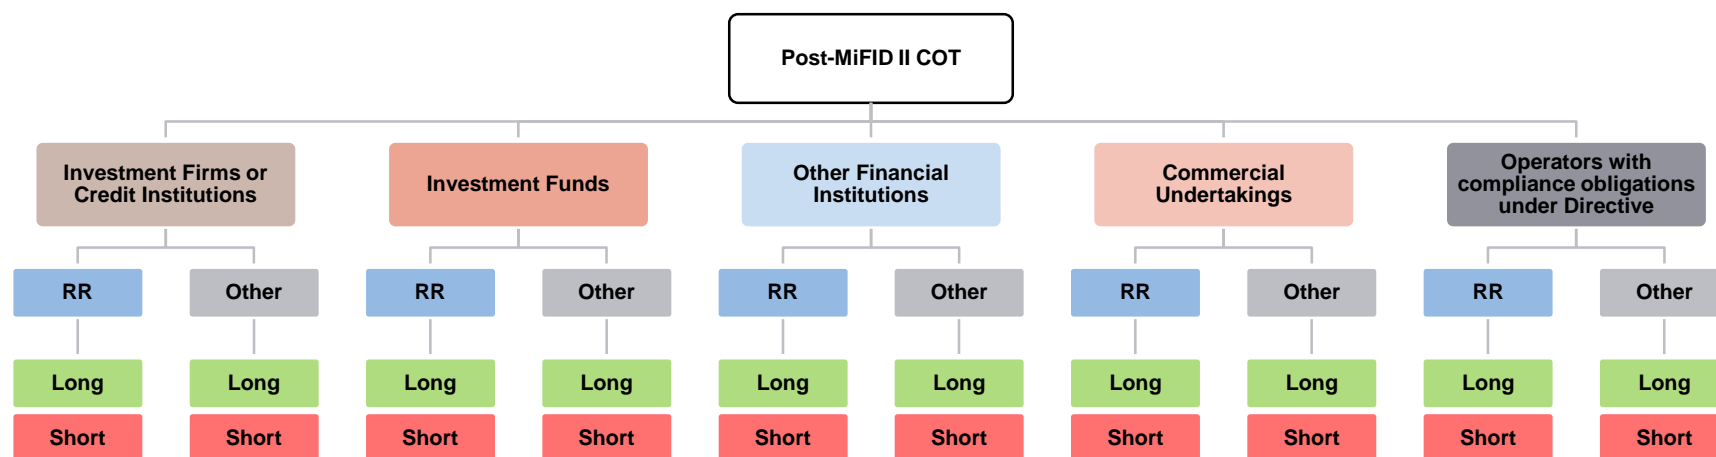 Post-MiFID II COT
Investment Firms or
Credit Institutions
Investment Funds
Other Financial
Institutions
Commercial
Undertakings
Operators with
compliance obligations
under Directive
RR
Other
RR
Other
RR
Other
RR
Other
RR
Other
Long
Long
Long
Long
Long
Long
Long
Long
Long
Long
Short
Short
Short
Short
Short
Short
Short
Short
Short
Short